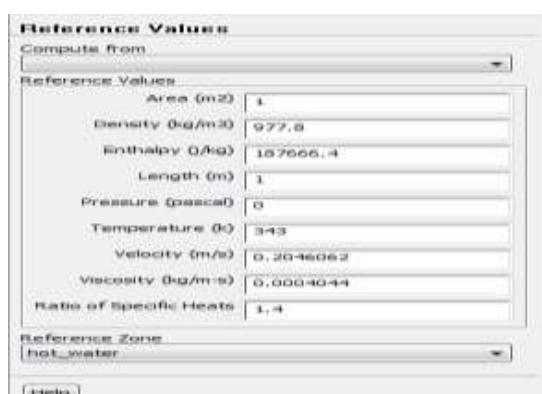 Reference Values
Compute from
Reference Values
Area (m2) 1
Density (kg/m3) 977.8
Enthalpy (j/kg) 187666.4
Length (m) 1
Pressure (pascal) 0
Temperature (k) 343
Velocity (m/s) 0.2046062
Viscosity (kg/m-s) 0.0004044
Ratio of Specific Heats 1.4
Reference Zone
hot_water
Help